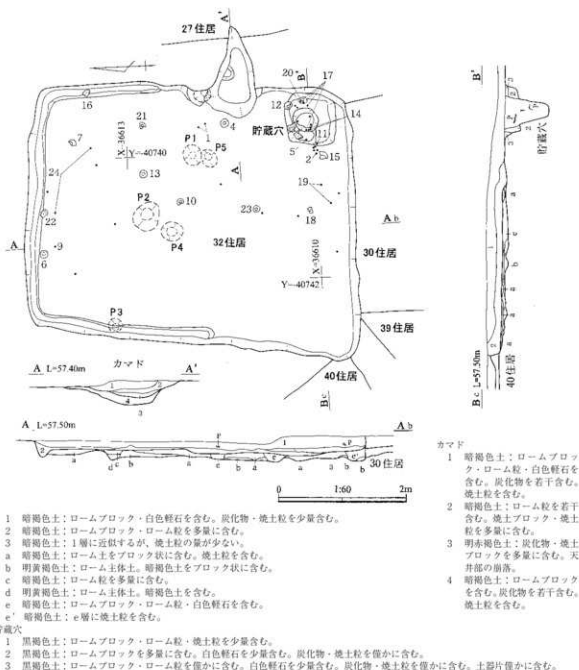 27住居
A'
B'
20
17
16
12
14
21
P1
1
4
貯蔵穴
11
7
X=36613
Y=-40740
P5
5
2
15
24
13
A
19
P2
10
23
18
A b
22
P4
32住居
A
9
6
X=36610
Y=-40742
30住居
P3
39住居
40住居
B c
B'
貯蔵穴
B c L=57.50m
40住居
A L=57.40m カマド A'
A L=57.50m A b
30住居
0 1:60 2m
カマド
1 暗褐色土：ロームブロッ
ク・ローム粒・白色軽石を
含む。炭化物を若干含む。
焼土粒を含む。
2 暗褐色土：ローム粒を若干
含む。焼土ブロック・焼土
粒を多量に含む。
3 明赤褐色土：炭化物・焼土
ブロックを多量に含む。天
井部の崩落。
4 暗褐色土：ロームブロック
を含む。炭化物を若干含む。
焼土粒を含む。
1 暗褐色土：ロームブロック・白色軽石を含む。炭化物・焼土粒を少量含む。
2 暗褐色土：ロームブロック・ローム粒を多量に含む。
3 暗褐色土：1層に近似するが、焼土粒の量が少ない。
a 暗褐色土：ローム土をブロック状に含む。焼土粒を含む。
b 明黄褐色土：ローム主体土。暗褐色土をブロック状に含む。
c 暗褐色土：ローム粒を多量に含む。
d 明黄褐色土：ローム主体土。暗褐色土を含む。
e 暗褐色土：ロームブロック・ローム粒・白色軽石を含む。
e' 暗褐色土：e層に焼土粒を含む。
貯蔵穴
1 黒褐色土：ロームブロック・ローム粒・焼土粒を少量含む。
2 黒褐色土：ロームブロックを多量に含む。白色軽石を少量含む。炭化物・焼土粒を僅かに含む。
3 黒褐色土：ロームブロック・ローム粒を僅かに含む。白色軽石を少量含む。炭化物・焼土粒を僅かに含む。土器片僅かに含む。